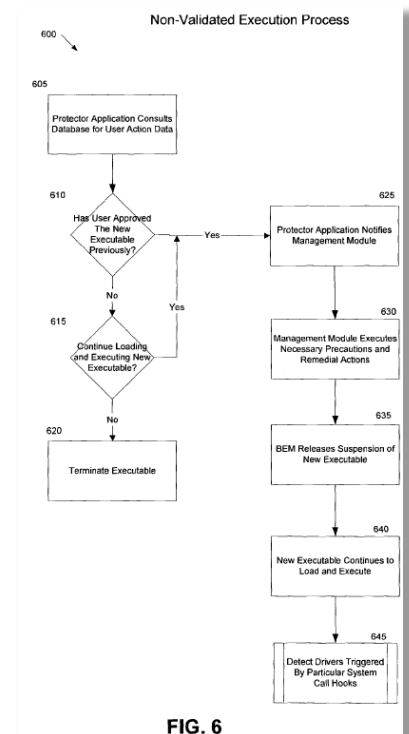 Non-Validated Execution Process
600
605
Protector Application Consults
Database for User Action Data
610
Has User Approved
The New
Executable
Previously?
Yes
No
Yes
615
Continue Loading
and Executing New
Executable?
No
620
Terminate Executable
625
Protector Application Notifies
Management Module
630
Management Module Executes
Necessary Precautions and
Remedial Actions
635
BEM Releases Suspension of
New Executable
640
New Executable Continues to
Load and Execute
645
Detect Drivers Triggered
By Particular System
Call Hooks
FIG. 6